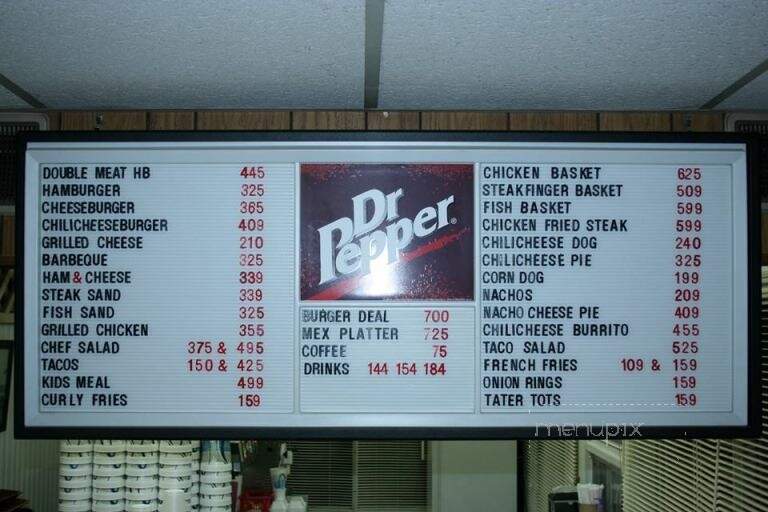 DOUBLE MEAT HB 445
HAMBURGER 325
CHEESEBURGER 365
CHILICHEESEBURGER 409
GRILLED CHEESE 210
BARBEQUE 325
HAM & CHEESE 339
STEAK SAND 339
FISH SAND 325
GRILLED CHICKEN 355
CHEF SALAD 375 & 495
TACOS 150 & 425
KIDS MEAL 499
CURLY FRIES 159
Dr
Pepper®
BURGER DEAL 700
MEX PLATTER 725
COFFEE 75
DRINKS 144 154 184
CHICKEN BASKET 625
STEAKFINGER BASKET 509
FISH BASKET 599
CHICKEN FRIED STEAK 599
CHILICHEESE DOG 240
CHILICHEESE PIE 325
CORN DOG 199
NACHOS 209
NACHO CHEESE PIE 409
CHILICHEESE BURRITO 455
TACO SALAD 525
FRENCH FRIES 109 & 159
ONION RINGS 159
TATER TOTS 159
menupix